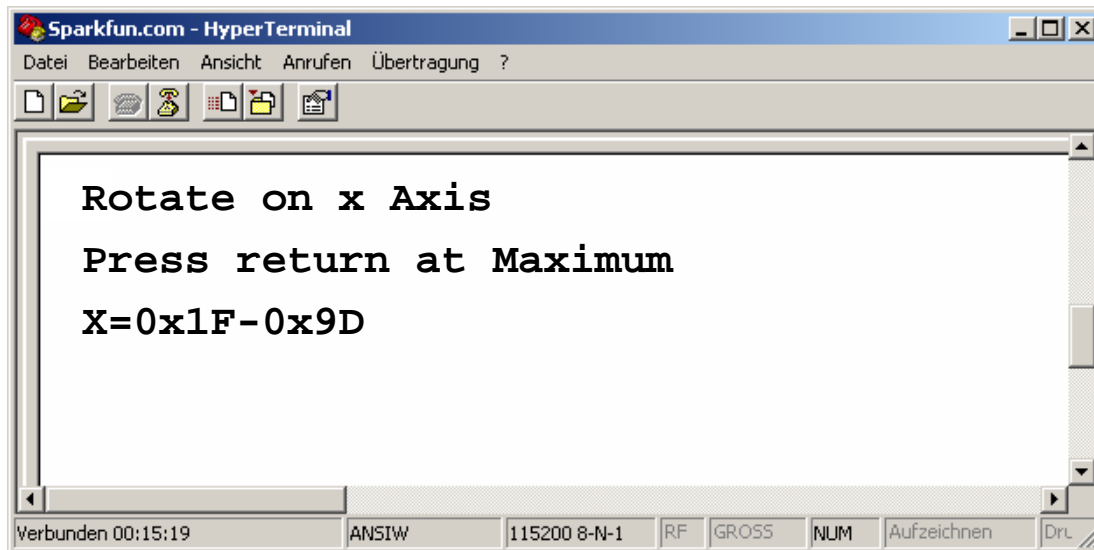 Sparkfun.com - HyperTerminal
Datei Bearbeiten Ansicht Anrufen Übertragung ?
Rotate on x Axis
Press return at Maximum
X=0x1F-0x9D
Verbunden 00:15:19 ANSIW 115200 8-N-1 RF GROSS NUM Aufzeichnen Dru